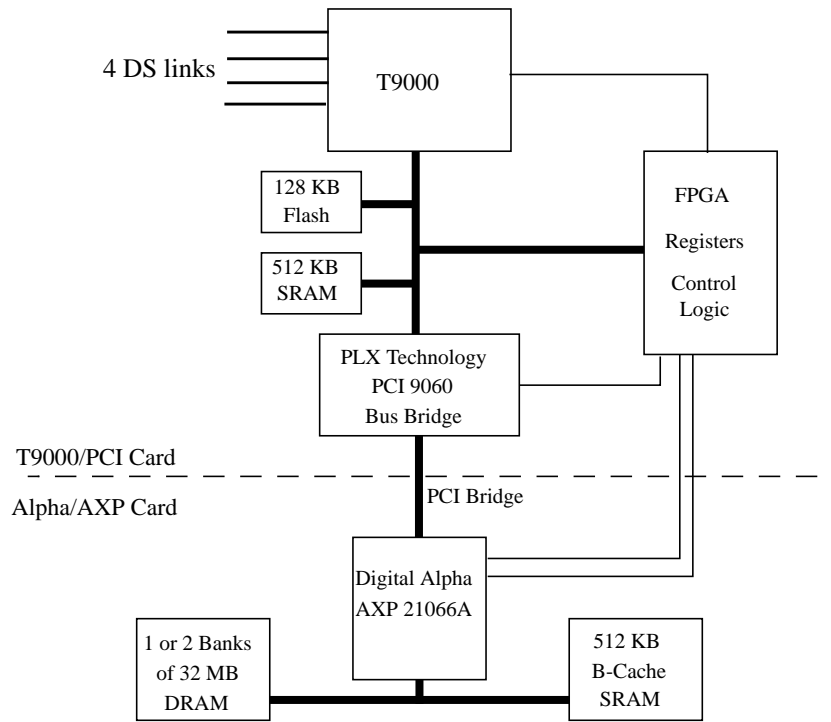 4 DS links
T9000
128 KB
Flash
512 KB
SRAM
FPGA
Registers
Control
Logic
PLX Technology
PCI 9060
Bus Bridge
T9000/PCI Card
Alpha/AXP Card
PCI Bridge
Digital Alpha
AXP 21066A
1 or 2 Banks
of 32 MB
DRAM
512 KB
B-Cache
SRAM